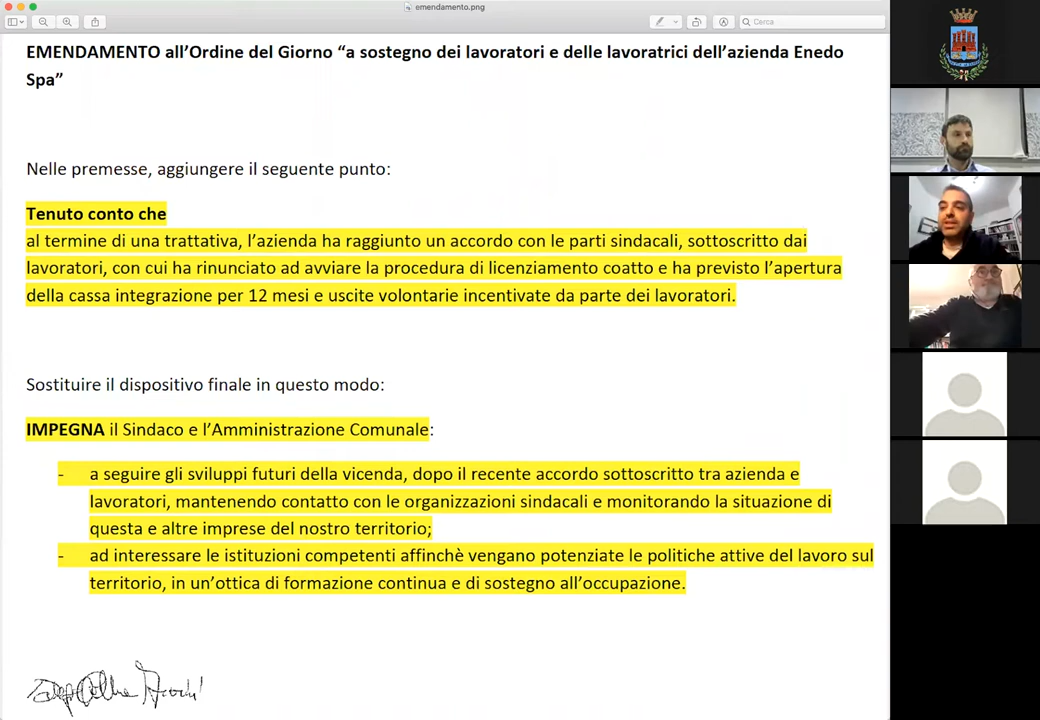 emendamento.png
Cerca
EMENDAMENTO all’Ordine del Giorno “a sostegno dei lavoratori e delle lavoratrici dell’azienda Enedo
Spa”
Nelle premesse, aggiungere il seguente punto:
Tenuto conto che
al termine di una trattativa, l’azienda ha raggiunto un accordo con le parti sindacali, sottoscritto dai
lavoratori, con cui ha rinunciato ad avviare la procedura di licenziamento coatto e ha previsto l’apertura
della cassa integrazione per 12 mesi e uscite volontarie incentivate da parte dei lavoratori.
Sostituire il dispositivo finale in questo modo:
IMPEGNA il Sindaco e l’Amministrazione Comunale:
- a seguire gli sviluppi futuri della vicenda, dopo il recente accordo sottoscritto tra azienda e
lavoratori, mantenendo contatto con le organizzazioni sindacali e monitorando la situazione di
questa e altre imprese del nostro territorio;
- ad interessare le istituzioni competenti affinchè vengano potenziate le politiche attive del lavoro sul
territorio, in un’ottica di formazione continua e di sostegno all’occupazione.